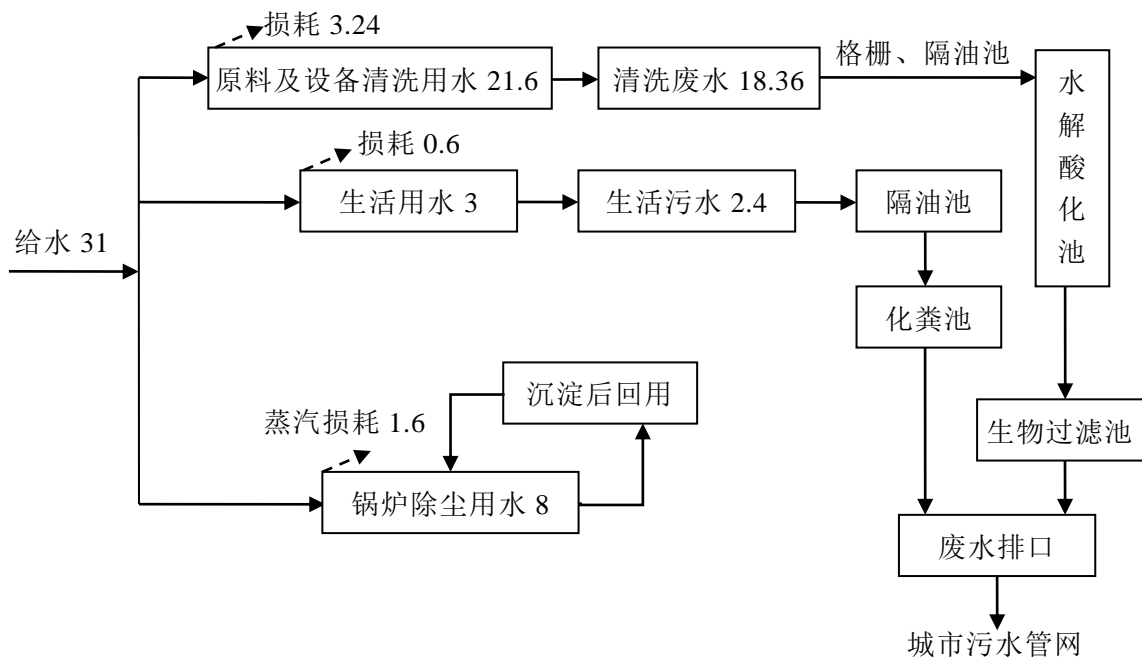 损耗 3.24
原料及设备清洗用水 21.6
清洗废水 18.36
格栅、隔油池
水解酸化池
损耗 0.6
生活用水 3
生活污水 2.4
隔油池
给水 31
化粪池
沉淀后回用
蒸汽损耗 1.6
生物过滤池
锅炉除尘用水 8
废水排口
城市污水管网